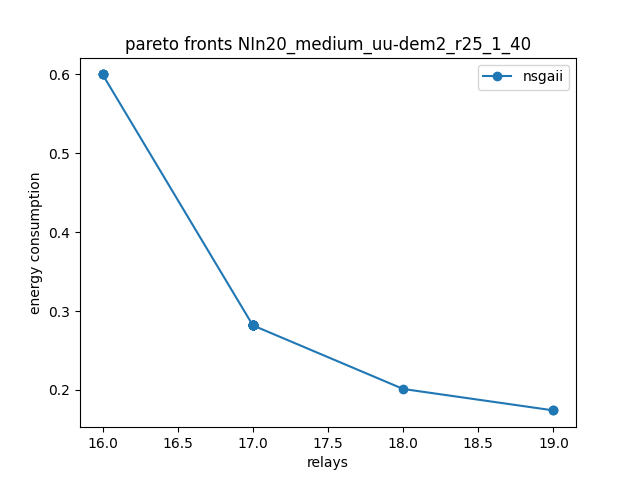 pareto fronts NIn20_medium_uu-dem2_r25_1_40
nsgaii
energy consumption
0.6
0.5
0.4
0.3
0.2
16.0 16.5 17.0 17.5 18.0 18.5 19.0
relays